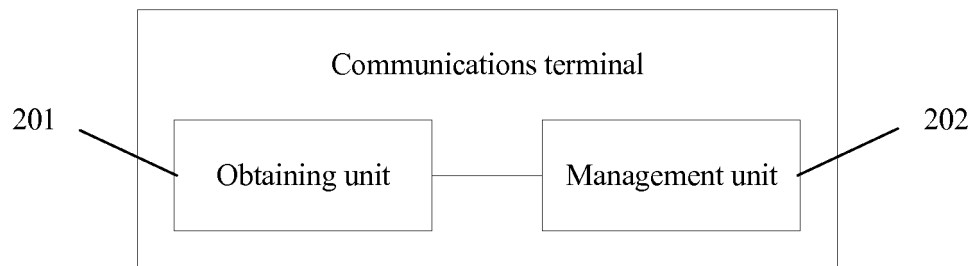 Communications terminal
201
202
Obtaining unit
Management unit